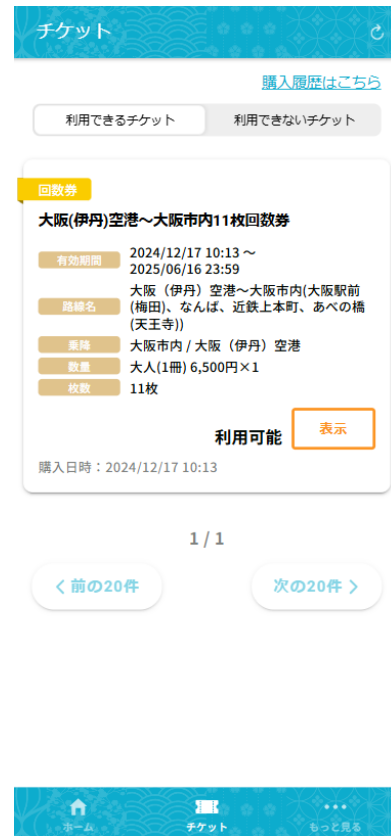 チケット
購入履歴はこちら
利用できるチケット 利用できないチケット
回数券
大阪(伊丹)空港～大阪市内11枚回数券
有効期間 2024/12/17 10:13 ～
2025/06/16 23:59
路線名 大阪（伊丹）空港～大阪市内(大阪駅前
(梅田)、なんば、近鉄上本町、あべの橋
(天王寺))
乗降 大阪市内 / 大阪（伊丹）空港
数量 大人(1冊) 6,500円×1
枚数 11枚
利用可能 表示
購入日時：2024/12/17 10:13
1 / 1
前の20件 次の20件
ホーム チケット もっと見る